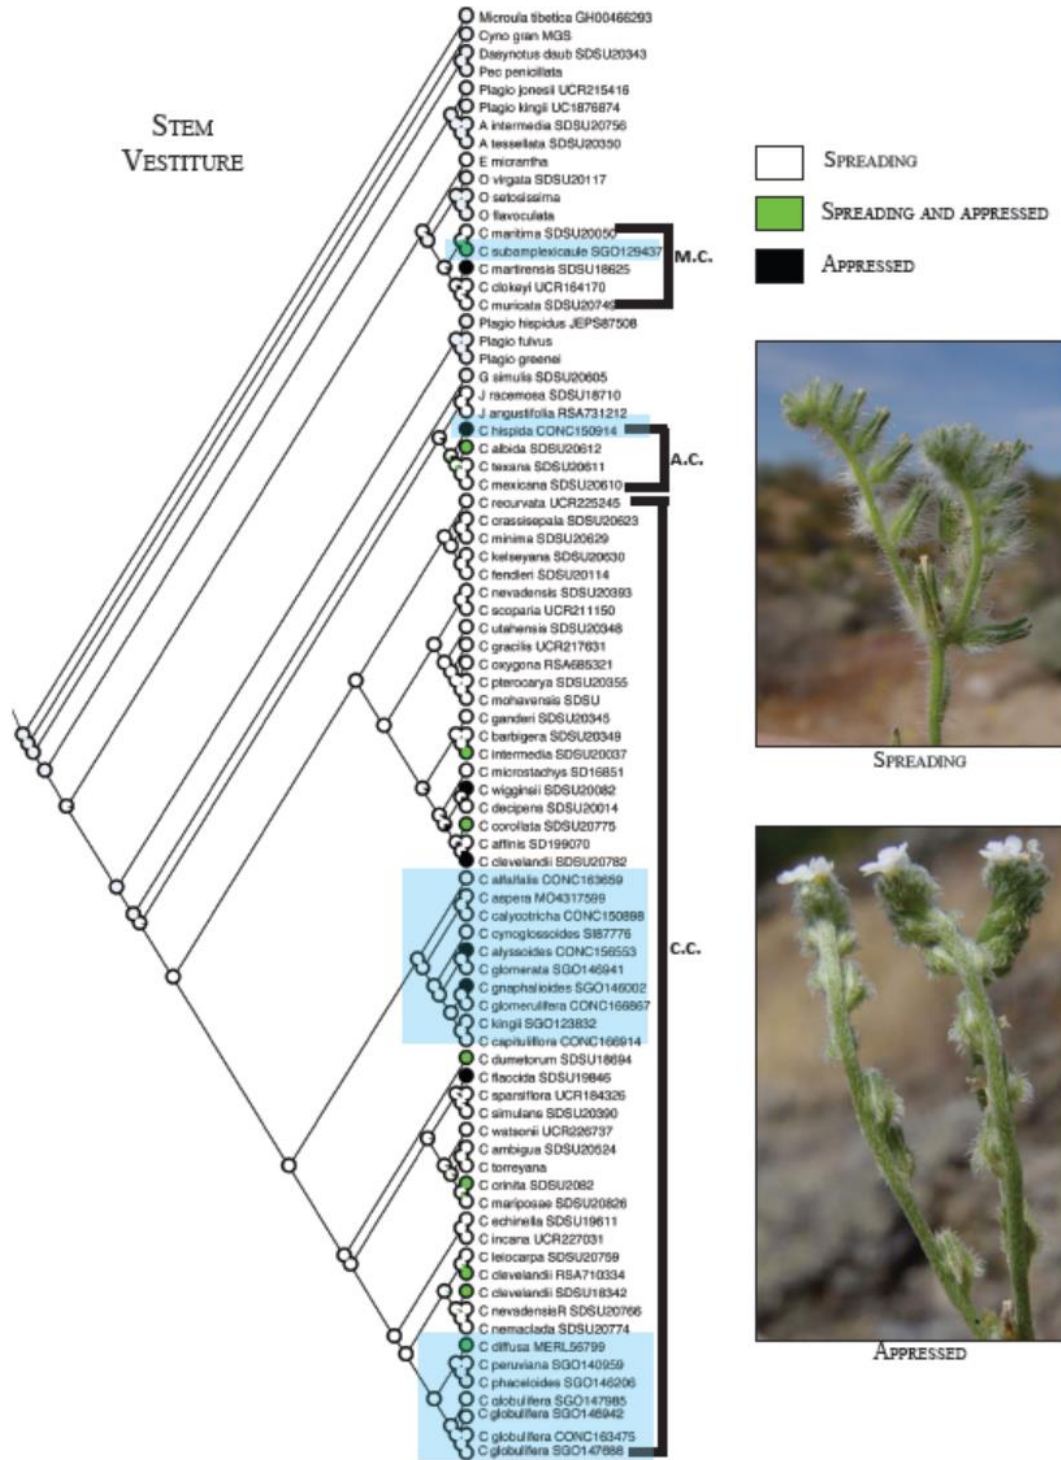 STEM
VESTITURE
Microula tibetica GH00466293
Cyno gran MGS
Dasynotus daub SDSU20343
Pec penicillata
Plagio jonesii UCR215416
Plagio kingii UC1876874
A intermedia SDSU20756
A tessellata SDSU20350
E micrantha
O virgata SDSU20117
O setosissima
O flavoculata
C maritima SDSU20050
C subamplexicaule SGO129437
C martirensis SDSU18625
C clokeyi UCR164170
C muricata SDSU20749
Plagio hispidus JEPS87508
Plagio fulvus
Plagio greenei
G simulis SDSU20605
J racemosa SDSU18710
J angustifolia RSA731212
C hispida CONC150914
C albida SDSU20612
C texana SDSU20611
C mexicana SDSU20610
C recurvata UCR225245
C crassisepala SDSU20623
C minima SDSU20629
C kelseyana SDSU20630
C fendleri SDSU20114
C nevadensis SDSU20393
C scoparia UCR211150
C utahensis SDSU20348
C gracilis UCR217631
C oxygona RSA685321
C pterocarya SDSU20355
C mohavensis SDSU
C ganderi SDSU20345
C barbigera SDSU20349
C intermedia SDSU20037
C microstachys SD16851
C wigginsii SDSU20082
C decipens SDSU20014
C corollata SDSU20775
C affinis SD199070
C clevelandii SDSU20782
C alfalfalis CONC163659
C aspera MO4317599
C calycotricha CONC150898
C cynoglossoides SI87776
C alyssoides CONC156553
C glomerata SGO146941
C gnaphalioides SGO146002
C glomerulifera CONC166867
C kingii SGO123832
C capituliflora CONC166914
C dumetorum SDSU18694
C flaccida SDSU19846
C sparsiflora UCR184326
C simulans SDSU20390
C watsonii UCR226737
C ambigua SDSU20524
C torreyana
C crinita SDSU2082
C mariposae SDSU20826
C echinella SDSU19611
C incana UCR227031
C leiocarpa SDSU20759
C clevelandii RSA710334
C clevelandii SDSU18342
C nevadensisR SDSU20766
C nemaclada SDSU20774
C diffusa MERL56799
C peruviana SGO140959
C phaceloides SGO146206
C globulifera SGO147985
C globulifera SGO146942
C globulifera CONC163475
C globulifera SGO147688
M.C.
A.C.
C.C.
SPREADING
SPREADING AND APPRESSED
APPRESSED
SPREADING
APPRESSED